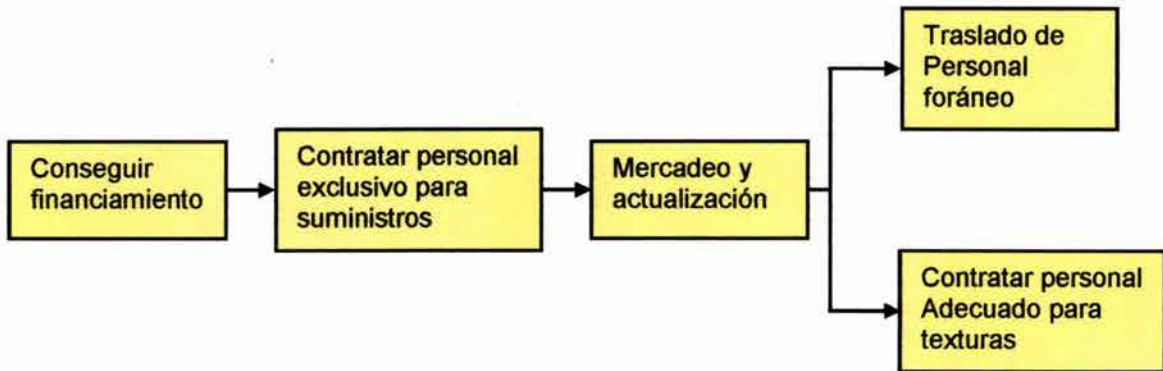 Conseguir
financiamiento
Contratar personal
exclusivo para
suministros
Mercadeo y
actualización
Traslado de
Personal
foráneo
Contratar personal
Adecuado para
texturas